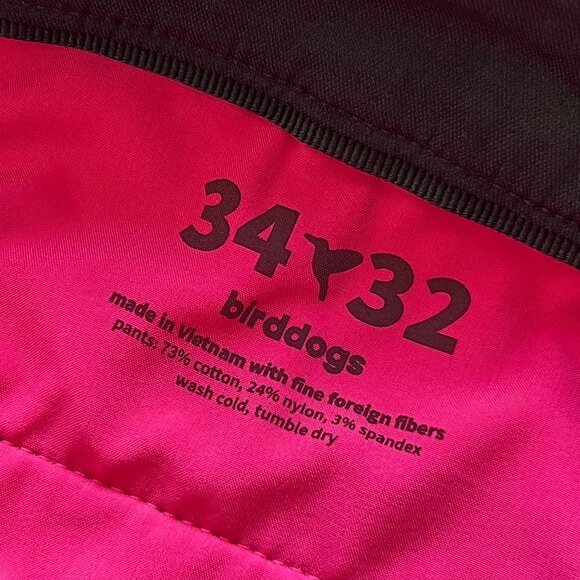 34 32
birddogs
made in Vietnam with fine foreign fibers
pants: 73% cotton, 24% nylon, 3% spandex
wash cold, tumble dry